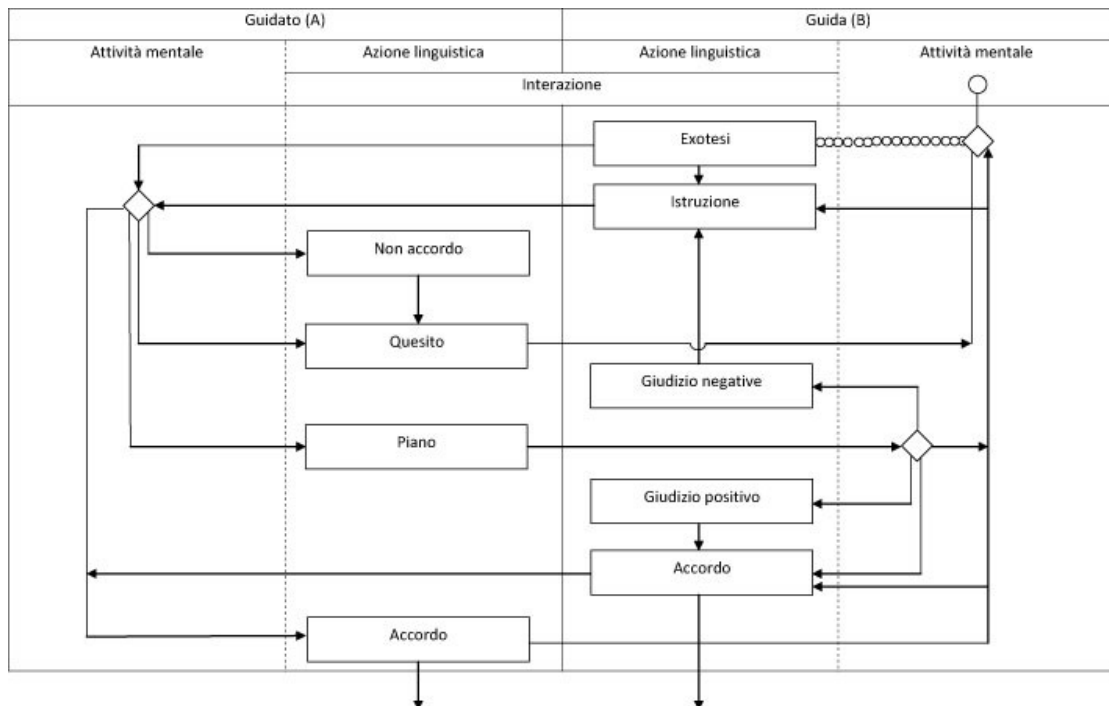 Guidato (A)
Guida (B)
Attività mentale
Azione linguistica
Azione linguistica
Attività mentale
Interazione
Exotesi
Istruzione
Non accordo
Quesito
Giudizio negative
Piano
Giudizio positivo
Accordo
Accordo